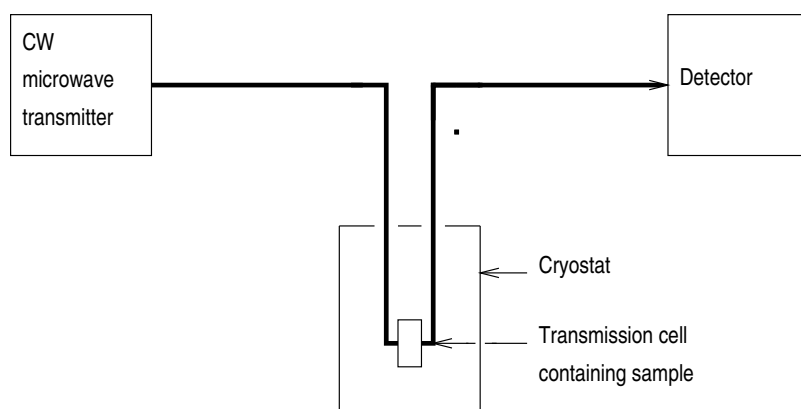 CW
microwave
transmitter
Detector
Cryostat
Transmission cell
containing sample